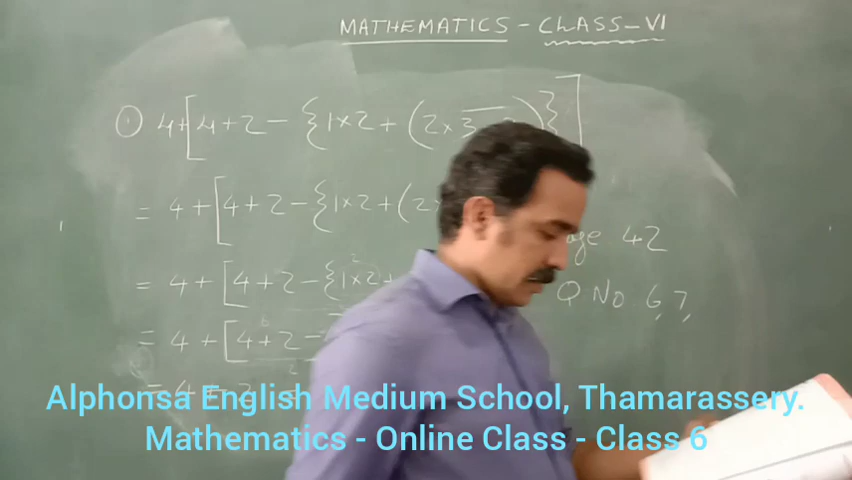 MATHEMATICS - CLASS - VI
① 4+[4+2-{1×2+(2×3)}]
= 4+[4+2-{1×2+(2×
= 4+[4+2-{1×2+
= 4+[4+2-
= 4+
Page 42
Q No 6, 7,
Alphonsa English Medium School, Thamarassery.
Mathematics - Online Class - Class 6